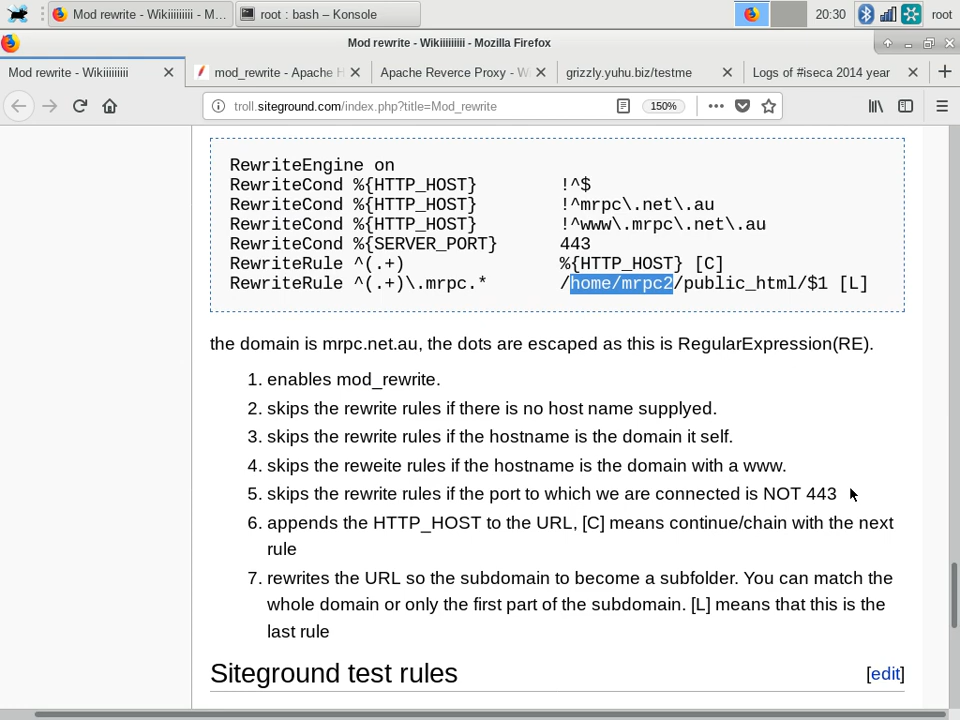 Mod rewrite - Wikiiiiiiiii - M...
root : bash – Konsole
20:30
root
Mod rewrite - Wikiiiiiiiii - Mozilla Firefox
Mod rewrite - Wikiiiiiiiii
mod_rewrite - Apache H
Apache Reverce Proxy - W
grizzly.yuhu.biz/testme
Logs of #iseca 2014 year
troll.siteground.com/index.php?title=Mod_rewrite
150%
RewriteEngine on
RewriteCond %{HTTP_HOST} !^$
RewriteCond %{HTTP_HOST} !^mrpc\.net\.au
RewriteCond %{HTTP_HOST} !^www\.mrpc\.net\.au
RewriteCond %{SERVER_PORT} 443
RewriteRule ^(.+) %{HTTP_HOST} [C]
RewriteRule ^(.+)\.mrpc.* /home/mrpc2/public_html/$1 [L]
the domain is mrpc.net.au, the dots are escaped as this is RegularExpression(RE).
1. enables mod_rewrite.
2. skips the rewrite rules if there is no host name supplyed.
3. skips the rewrite rules if the hostname is the domain it self.
4. skips the reweite rules if the hostname is the domain with a www.
5. skips the rewrite rules if the port to which we are connected is NOT 443
6. appends the HTTP_HOST to the URL, [C] means continue/chain with the next
rule
7. rewrites the URL so the subdomain to become a subfolder. You can match the
whole domain or only the first part of the subdomain. [L] means that this is the
last rule
Siteground test rules [edit]